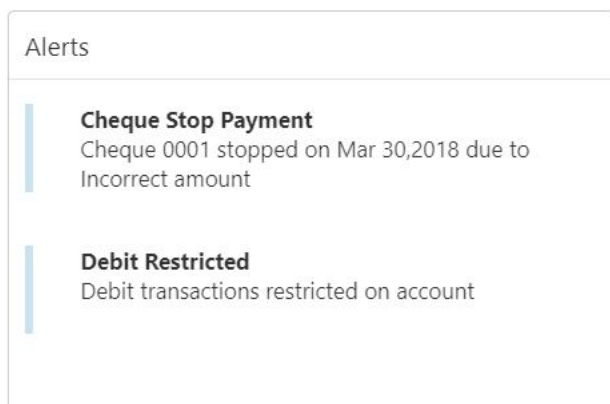 Alerts
Cheque Stop Payment
Cheque 0001 stopped on Mar 30,2018 due to
Incorrect amount
Debit Restricted
Debit transactions restricted on account